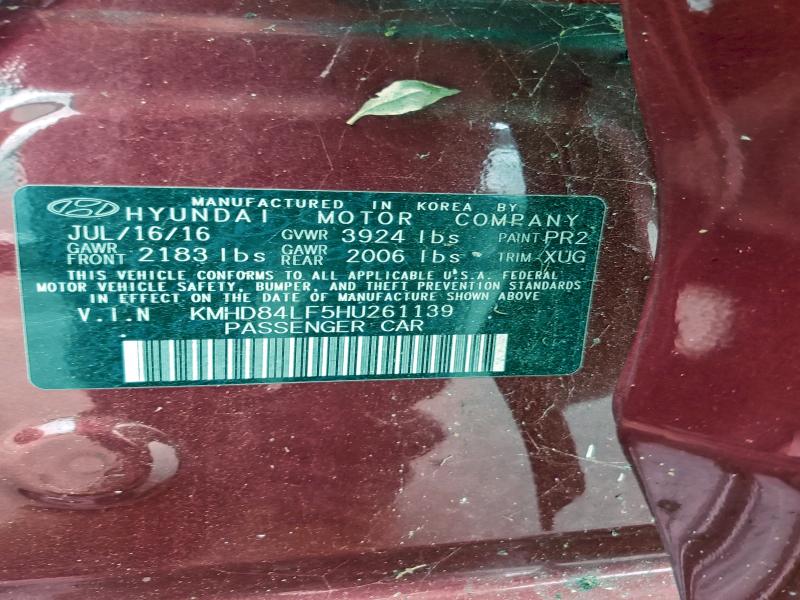 MANUFACTURED IN KOREA BY
HYUNDAI MOTOR COMPANY
JUL/16/16 GVWR 3924 lbs PAINT PR2
GAWR FRONT 2183 lbs GAWR REAR 2006 lbs TRIM XUG
THIS VEHICLE CONFORMS TO ALL APPLICABLE U.S.A. FEDERAL
MOTOR VEHICLE SAFETY, BUMPER, AND THEFT PREVENTION STANDARDS
IN EFFECT ON THE DATE OF MANUFACTURE SHOWN ABOVE
V.I.N KMHD84LF5HU261139
PASSENGER CAR